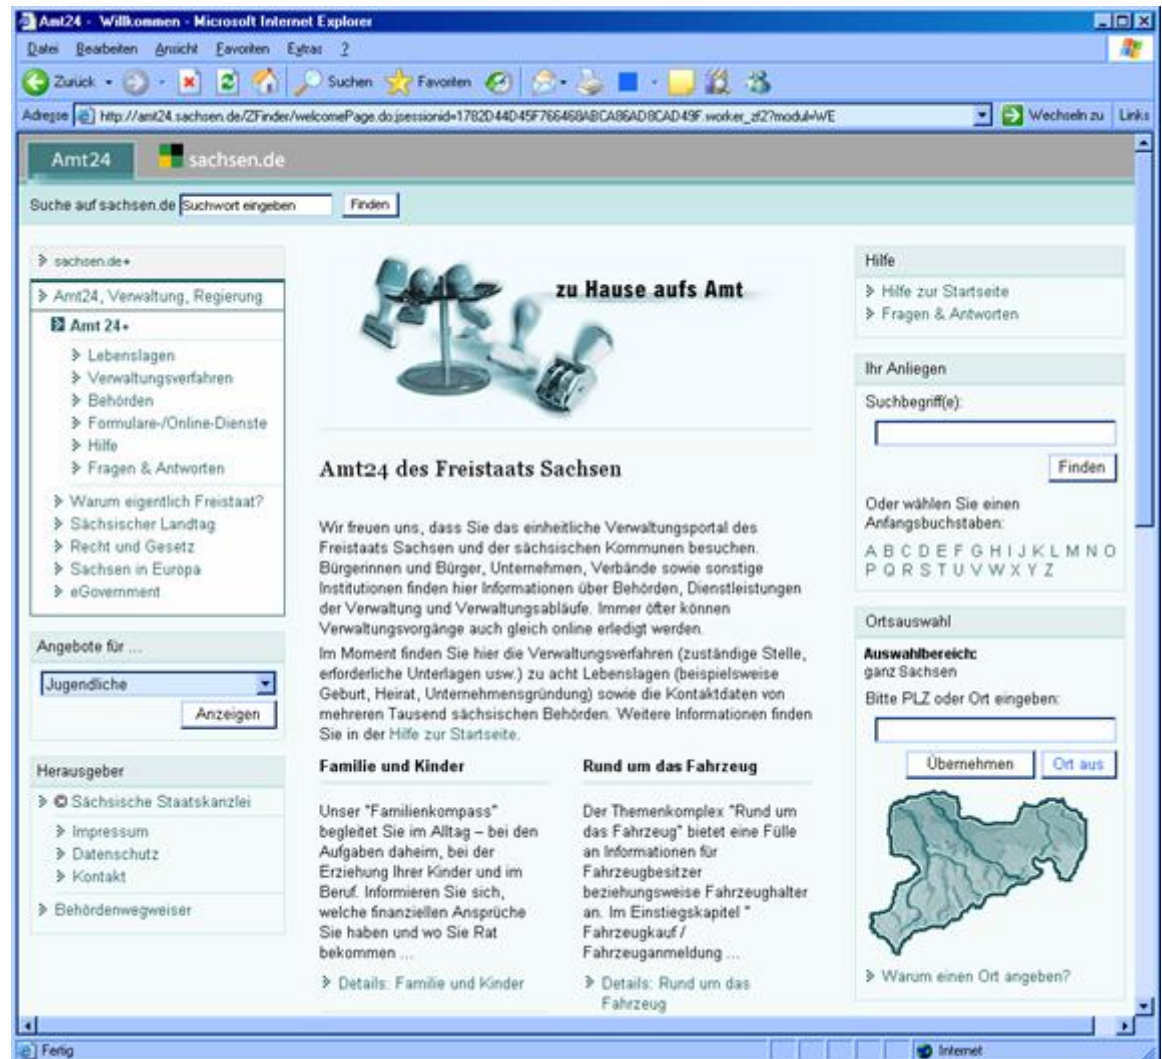 Amt24 - Willkommen - Microsoft Internet Explorer
Datei Bearbeiten Ansicht Favoriten Extras ?
Zurück Suchen Favoriten
Adresse http://amt24.sachsen.de/ZFinder/welcomePage.do;jsessionid=1782D44D45F766468ABCA86AD8CAD49F.worker_zf2?modul=WE Wechseln zu Links
Amt24 sachsen.de
Suche auf sachsen.de Suchwort eingeben Finden
sachsen.de+
Amt24, Verwaltung, Regierung
Amt 24+
Lebenslagen
Verwaltungsverfahren
Behörden
Formulare-/Online-Dienste
Hilfe
Fragen & Antworten
Warum eigentlich Freistaat?
Sächsischer Landtag
Recht und Gesetz
Sachsen in Europa
eGovernment
Angebote für ...
Jugendliche
Anzeigen
Herausgeber
© Sächsische Staatskanzlei
Impressum
Datenschutz
Kontakt
Behördenwegweiser
zu Hause aufs Amt
Amt24 des Freistaats Sachsen
Wir freuen uns, dass Sie das einheitliche Verwaltungsportal des
Freistaats Sachsen und der sächsischen Kommunen besuchen.
Bürgerinnen und Bürger, Unternehmen, Verbände sowie sonstige
Institutionen finden hier Informationen über Behörden, Dienstleistungen
der Verwaltung und Verwaltungsabläufe. Immer öfter können
Verwaltungsvorgänge auch gleich online erledigt werden.
Im Moment finden Sie hier die Verwaltungsverfahren (zuständige Stelle,
erforderliche Unterlagen usw.) zu acht Lebenslagen (beispielsweise
Geburt, Heirat, Unternehmensgründung) sowie die Kontaktdaten von
mehreren Tausend sächsischen Behörden. Weitere Informationen finden
Sie in der Hilfe zur Startseite.
Familie und Kinder
Unser "Familienkompass"
begleitet Sie im Alltag – bei den
Aufgaben daheim, bei der
Erziehung Ihrer Kinder und im
Beruf. Informieren Sie sich,
welche finanziellen Ansprüche
Sie haben und wo Sie Rat
bekommen ...
Details: Familie und Kinder
Rund um das Fahrzeug
Der Themenkomplex "Rund um
das Fahrzeug" bietet eine Fülle
an Informationen für
Fahrzeugbesitzer
beziehungsweise Fahrzeughalter
an. Im Einstiegskapitel "
Fahrzeugkauf /
Fahrzeuganmeldung ...
Details: Rund um das
Fahrzeug
Hilfe
Hilfe zur Startseite
Fragen & Antworten
Ihr Anliegen
Suchbegriff(e):
Finden
Oder wählen Sie einen
Anfangsbuchstaben:
A B C D E F G H I J K L M N O
P Q R S T U V W X Y Z
Ortsauswahl
Auswahlbereich:
ganz Sachsen
Bitte PLZ oder Ort eingeben:
Übernehmen Ort aus
Warum einen Ort angeben?
Fertig Internet